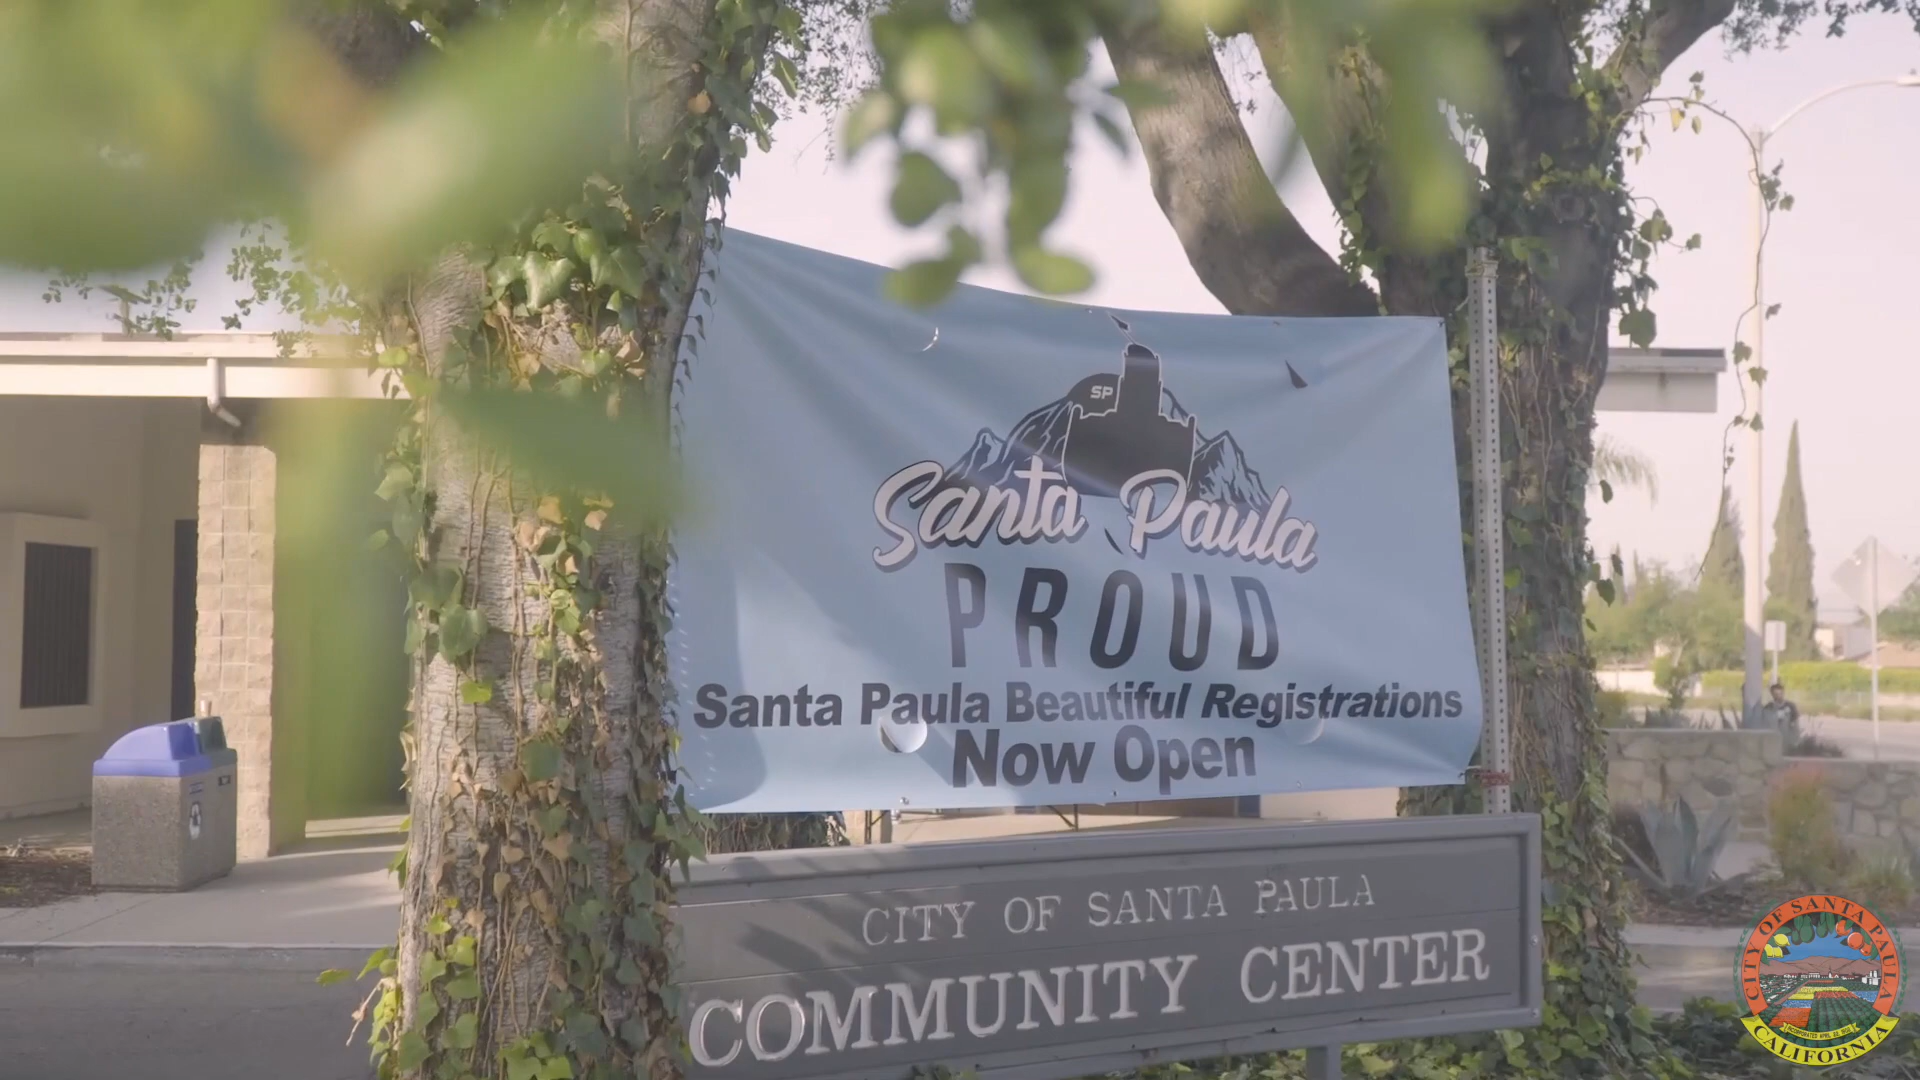 SP
Santa Paula
PROUD
Santa Paula Beautiful Registrations
Now Open
CITY OF SANTA PAULA
COMMUNITY CENTER
CITY OF SANTA PAULA
CALIFORNIA